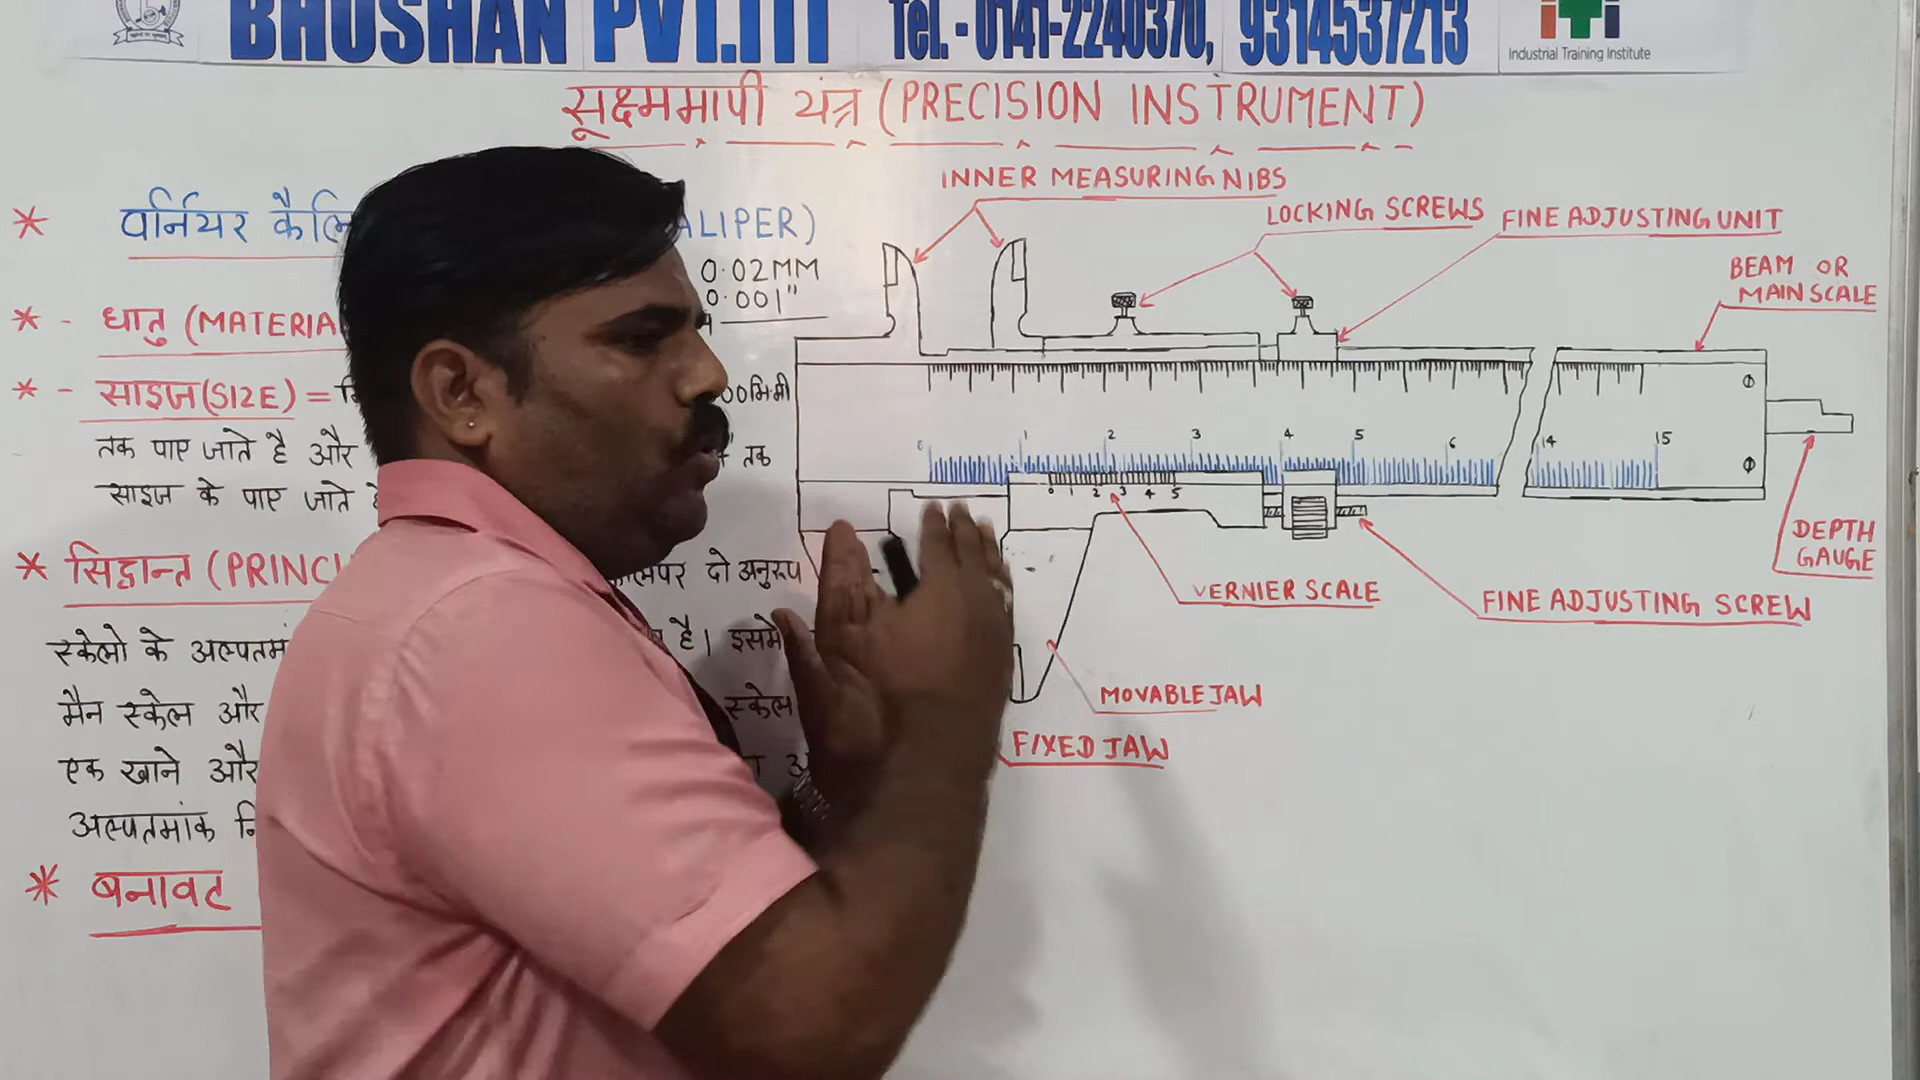 BHUSHAN PVT. ITI Tel. - 0141-2240370, 9314537213
Industrial Training Institute
सूक्ष्ममापी यंत्र (PRECISION INSTRUMENT)
* वर्नियर ALIPER)
0.02MM
0.001"
* - धातु (MATERIA
* - साइज (SIZE) = 00मि.मी
तक पाए जाते है और तक
साइज के पाए जाते
* सिद्वान्त (PRINCI दो अनुरूप
स्केलो के है। इसमे
मैन स्केल और स्केल
एक खाने और
अल्पतमांक
* बनावट
INNER MEASURING NIBS
LOCKING SCREWS
FINE ADJUSTING UNIT
BEAM OR
MAIN SCALE
0 1 2 3 4 5 6 14 15
0 1 2 3 4 5
DEPTH
GAUGE
VERNIER SCALE
FINE ADJUSTING SCREW
MOVABLE JAW
FIXED JAW